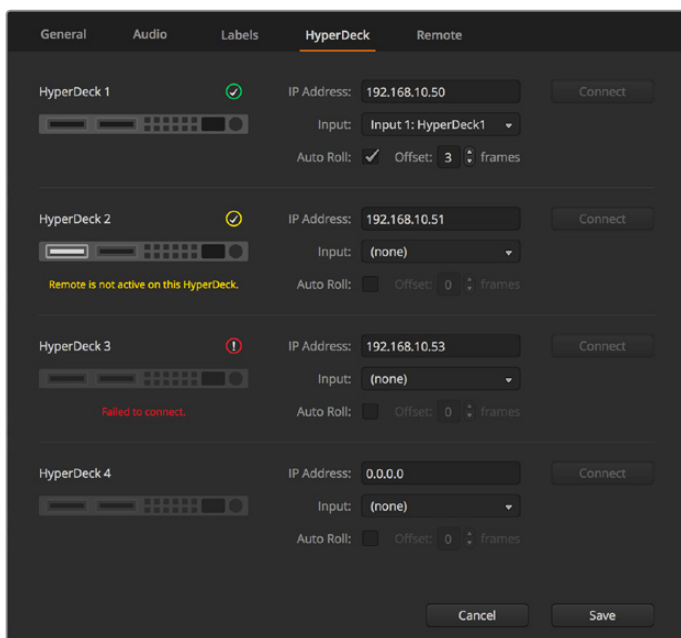 General Audio Labels HyperDeck Remote
HyperDeck 1 IP Address: 192.168.10.50 Connect
Input: Input 1: HyperDeck1
Auto Roll: Offset: 3 frames
HyperDeck 2 IP Address: 192.168.10.51 Connect
Input: (none)
Remote is not active on this HyperDeck. Auto Roll: Offset: 0 frames
HyperDeck 3 IP Address: 192.168.10.53 Connect
Input: (none)
Failed to connect. Auto Roll: Offset: 0 frames
HyperDeck 4 IP Address: 0.0.0.0 Connect
Input: (none)
Auto Roll: Offset: 0 frames
Cancel Save